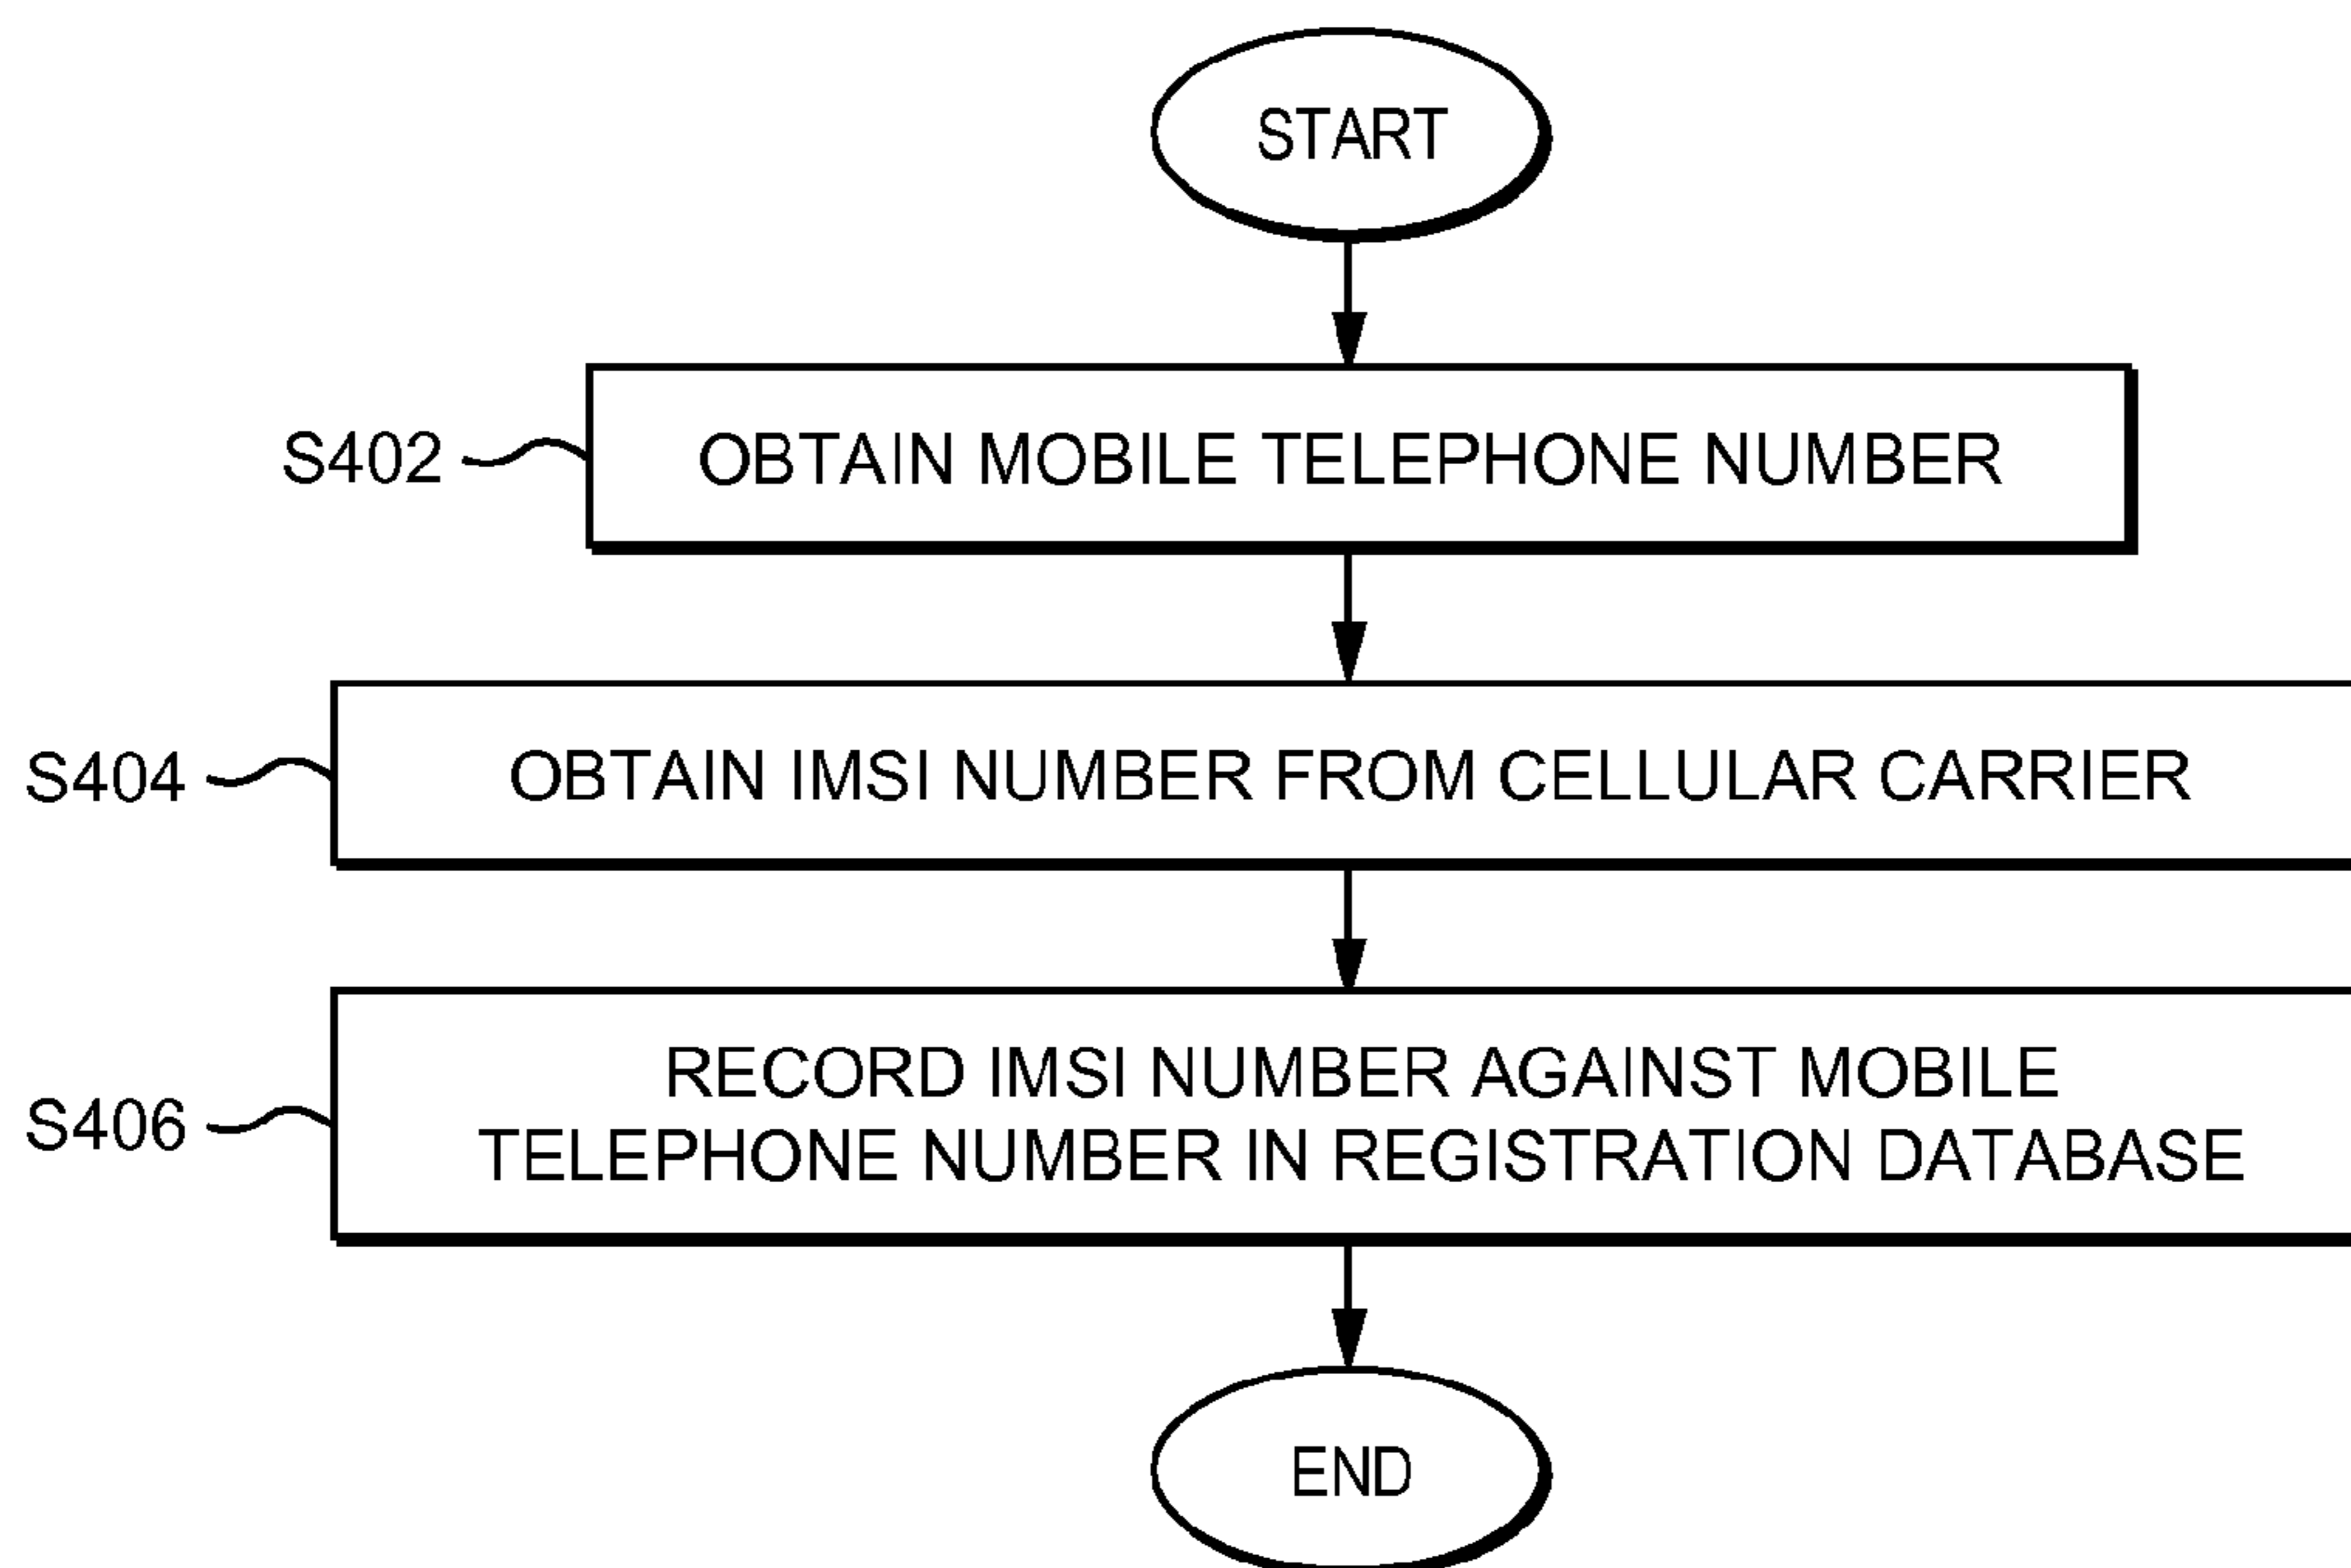 START
S402
OBTAIN MOBILE TELEPHONE NUMBER
S404
OBTAIN IMSI NUMBER FROM CELLULAR CARRIER
S406
RECORD IMSI NUMBER AGAINST MOBILE
TELEPHONE NUMBER IN REGISTRATION DATABASE
END